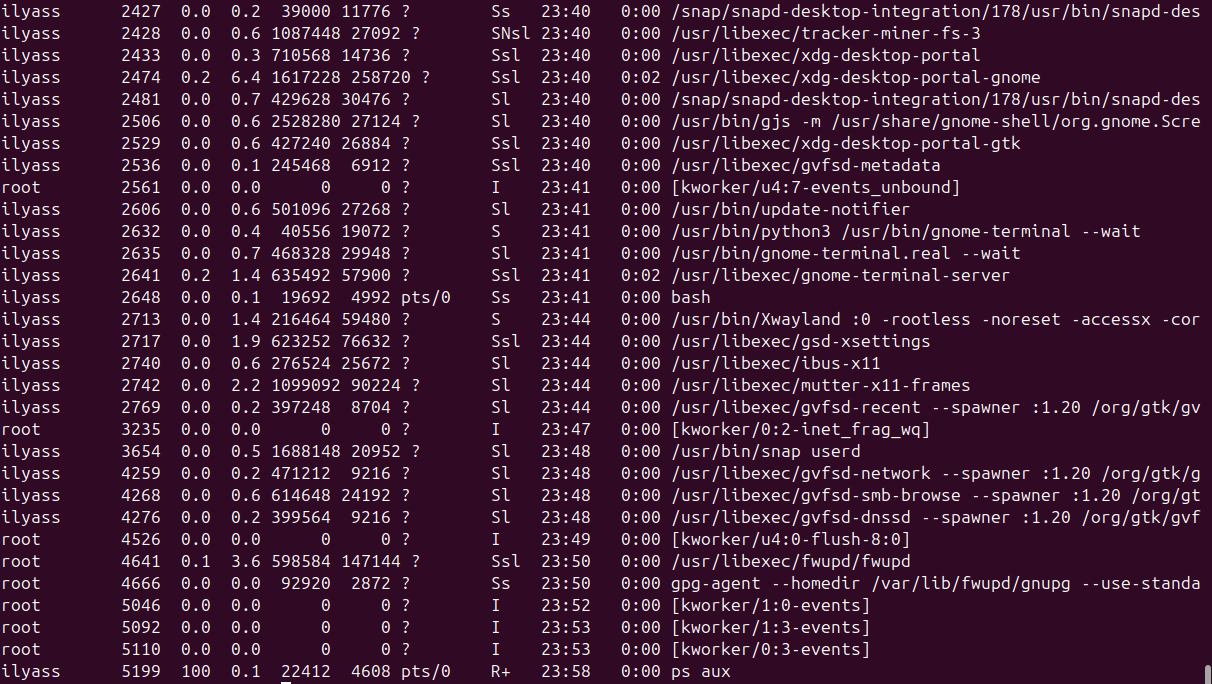 ilyass      2427  0.0  0.2  39000 11776 ?        Ss   23:40   0:00 /snap/snapd-desktop-integration/178/usr/bin/snapd-des
ilyass      2428  0.0  0.6 1087448 27092 ?       SNsl 23:40   0:00 /usr/libexec/tracker-miner-fs-3
ilyass      2433  0.0  0.3 710568 14736 ?        Ssl  23:40   0:00 /usr/libexec/xdg-desktop-portal
ilyass      2474  0.2  6.4 1617228 258720 ?      Ssl  23:40   0:02 /usr/libexec/xdg-desktop-portal-gnome
ilyass      2481  0.0  0.7 429628 30476 ?        Sl   23:40   0:00 /snap/snapd-desktop-integration/178/usr/bin/snapd-des
ilyass      2506  0.0  0.6 2528280 27124 ?       Sl   23:40   0:00 /usr/bin/gjs -m /usr/share/gnome-shell/org.gnome.Scre
ilyass      2529  0.0  0.6 427240 26884 ?        Ssl  23:40   0:00 /usr/libexec/xdg-desktop-portal-gtk
ilyass      2536  0.0  0.1 245468  6912 ?        Ssl  23:40   0:00 /usr/libexec/gvfsd-metadata
root        2561  0.0  0.0      0     0 ?        I    23:41   0:00 [kworker/u4:7-events_unbound]
ilyass      2606  0.0  0.6 501096 27268 ?        Sl   23:41   0:00 /usr/bin/update-notifier
ilyass      2632  0.0  0.4  40556 19072 ?        S    23:41   0:00 /usr/bin/python3 /usr/bin/gnome-terminal --wait
ilyass      2635  0.0  0.7 468328 29948 ?        Sl   23:41   0:00 /usr/bin/gnome-terminal.real --wait
ilyass      2641  0.2  1.4 635492 57900 ?        Ssl  23:41   0:02 /usr/libexec/gnome-terminal-server
ilyass      2648  0.0  0.1  19692  4992 pts/0    Ss   23:41   0:00 bash
ilyass      2713  0.0  1.4 216464 59480 ?        S    23:44   0:00 /usr/bin/Xwayland :0 -rootless -noreset -accessx -cor
ilyass      2717  0.0  1.9 623252 76632 ?        Ssl  23:44   0:00 /usr/libexec/gsd-xsettings
ilyass      2740  0.0  0.6 276524 25672 ?        Sl   23:44   0:00 /usr/libexec/ibus-x11
ilyass      2742  0.0  2.2 1099092 90224 ?       Sl   23:44   0:00 /usr/libexec/mutter-x11-frames
ilyass      2769  0.0  0.2 397248  8704 ?        Sl   23:44   0:00 /usr/libexec/gvfsd-recent --spawner :1.20 /org/gtk/gv
root        3235  0.0  0.0      0     0 ?        I    23:47   0:00 [kworker/0:2-inet_frag_wq]
ilyass      3654  0.0  0.5 1688148 20952 ?       Sl   23:48   0:00 /usr/bin/snap userd
ilyass      4259  0.0  0.2 471212  9216 ?        Sl   23:48   0:00 /usr/libexec/gvfsd-network --spawner :1.20 /org/gtk/g
ilyass      4268  0.0  0.6 614648 24192 ?        Sl   23:48   0:00 /usr/libexec/gvfsd-smb-browse --spawner :1.20 /org/gt
ilyass      4276  0.0  0.2 399564  9216 ?        Sl   23:48   0:00 /usr/libexec/gvfsd-dnssd --spawner :1.20 /org/gtk/gvf
root        4526  0.0  0.0      0     0 ?        I    23:49   0:00 [kworker/u4:0-flush-8:0]
root        4641  0.1  3.6 598584 147144 ?       Ssl  23:50   0:00 /usr/libexec/fwupd/fwupd
root        4666  0.0  0.0  92920  2872 ?        Ss   23:50   0:00 gpg-agent --homedir /var/lib/fwupd/gnupg --use-standa
root        5046  0.0  0.0      0     0 ?        I    23:52   0:00 [kworker/1:0-events]
root        5092  0.0  0.0      0     0 ?        I    23:53   0:00 [kworker/1:3-events]
root        5110  0.0  0.0      0     0 ?        I    23:53   0:00 [kworker/0:3-events]
ilyass      5199  100  0.1  22412  4608 pts/0    R+   23:58   0:00 ps aux